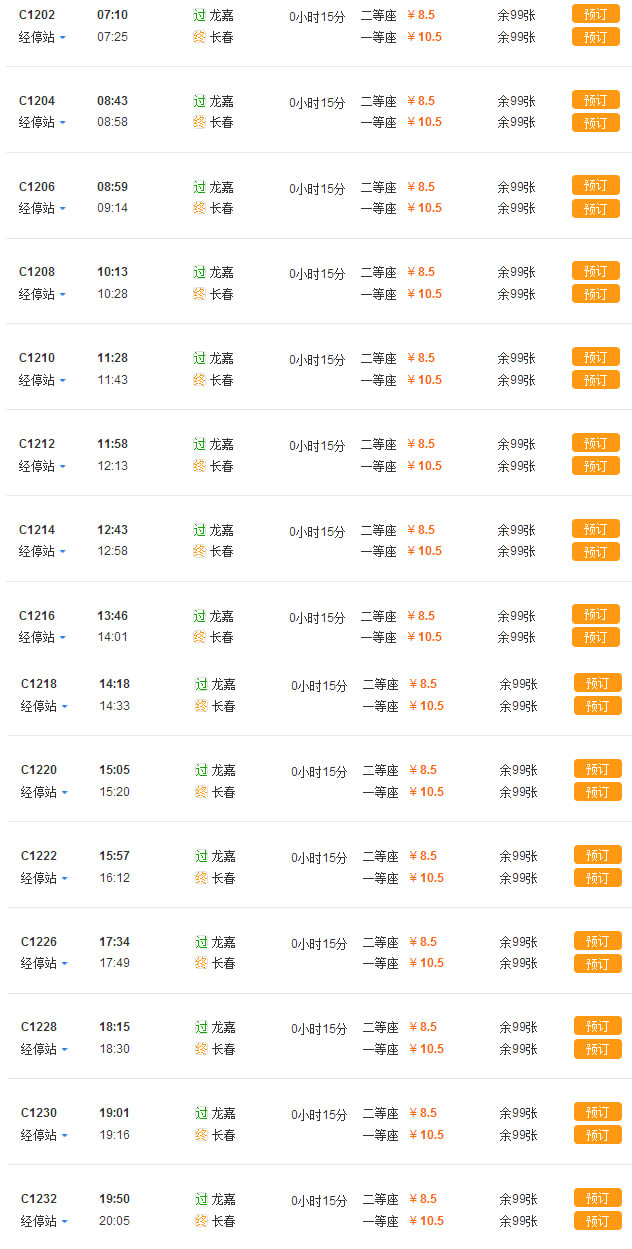 C1202 07:10 过 龙嘉 0小时15分 二等座 ¥8.5 余99张 预订
经停站 07:25 终 长春 一等座 ¥10.5 余99张 预订
C1204 08:43 过 龙嘉 0小时15分 二等座 ¥8.5 余99张 预订
经停站 08:58 终 长春 一等座 ¥10.5 余99张 预订
C1206 08:59 过 龙嘉 0小时15分 二等座 ¥8.5 余99张 预订
经停站 09:14 终 长春 一等座 ¥10.5 余99张 预订
C1208 10:13 过 龙嘉 0小时15分 二等座 ¥8.5 余99张 预订
经停站 10:28 终 长春 一等座 ¥10.5 余99张 预订
C1210 11:28 过 龙嘉 0小时15分 二等座 ¥8.5 余99张 预订
经停站 11:43 终 长春 一等座 ¥10.5 余99张 预订
C1212 11:58 过 龙嘉 0小时15分 二等座 ¥8.5 余99张 预订
经停站 12:13 终 长春 一等座 ¥10.5 余99张 预订
C1214 12:43 过 龙嘉 0小时15分 二等座 ¥8.5 余99张 预订
经停站 12:58 终 长春 一等座 ¥10.5 余99张 预订
C1216 13:46 过 龙嘉 0小时15分 二等座 ¥8.5 余99张 预订
经停站 14:01 终 长春 一等座 ¥10.5 余99张 预订
C1218 14:18 过 龙嘉 0小时15分 二等座 ¥8.5 余99张 预订
经停站 14:33 终 长春 一等座 ¥10.5 余99张 预订
C1220 15:05 过 龙嘉 0小时15分 二等座 ¥8.5 余99张 预订
经停站 15:20 终 长春 一等座 ¥10.5 余99张 预订
C1222 15:57 过 龙嘉 0小时15分 二等座 ¥8.5 余99张 预订
经停站 16:12 终 长春 一等座 ¥10.5 余99张 预订
C1226 17:34 过 龙嘉 0小时15分 二等座 ¥8.5 余99张 预订
经停站 17:49 终 长春 一等座 ¥10.5 余99张 预订
C1228 18:15 过 龙嘉 0小时15分 二等座 ¥8.5 余99张 预订
经停站 18:30 终 长春 一等座 ¥10.5 余99张 预订
C1230 19:01 过 龙嘉 0小时15分 二等座 ¥8.5 余99张 预订
经停站 19:16 终 长春 一等座 ¥10.5 余99张 预订
C1232 19:50 过 龙嘉 0小时15分 二等座 ¥8.5 余99张 预订
经停站 20:05 终 长春 一等座 ¥10.5 余99张 预订